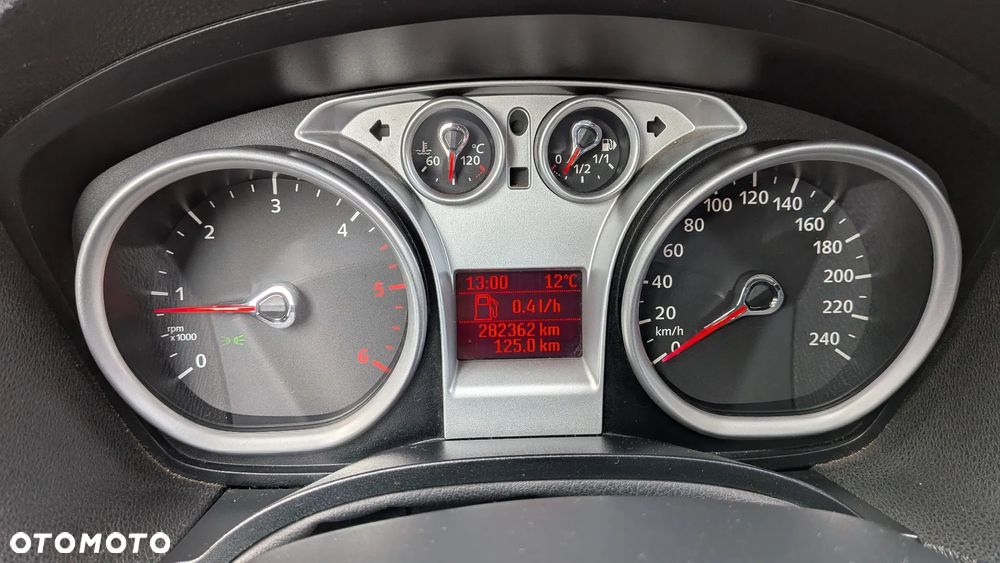 60 120 °C
0 1/2 1/1
0 1 2 3 4 5 6
rpm
x1000
13:00 12°C
0.4l/h
282362 km
125.0 km
0 20 40 60 80 100 120 140 160 180 200 220 240
km/h
OTOMOTO